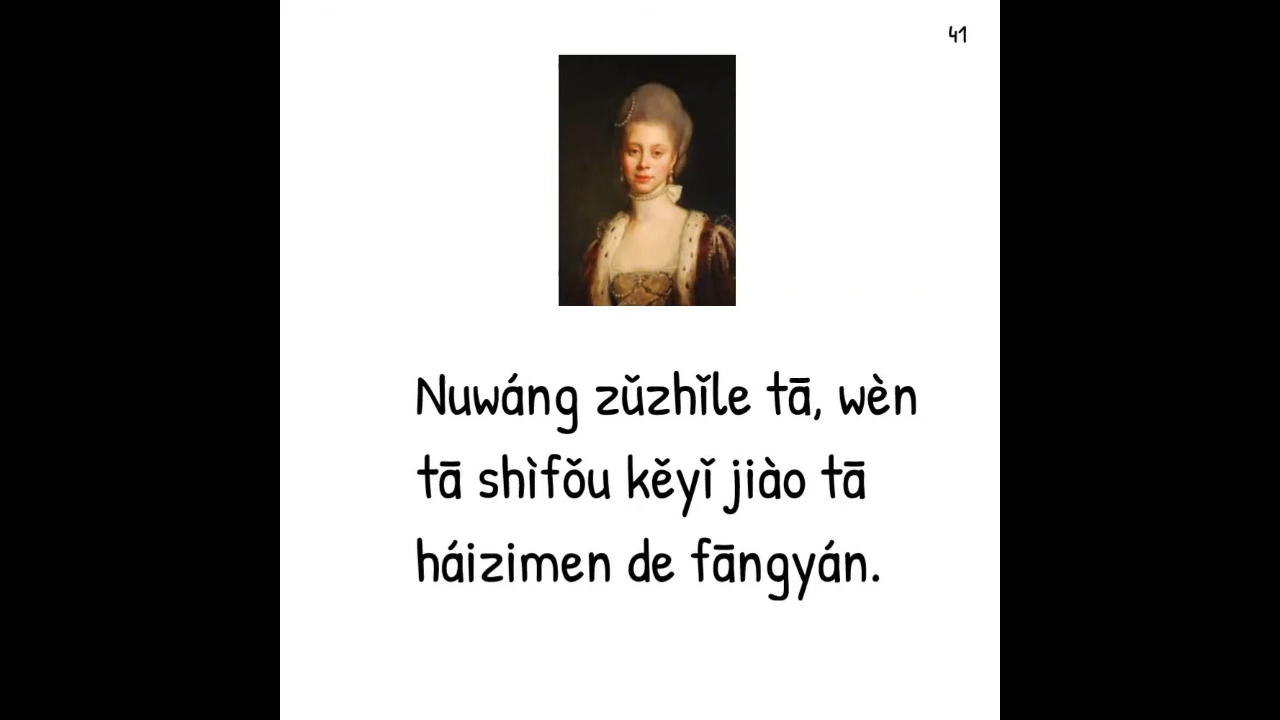 41
Nuwáng zǔzhǐle tā, wèn
tā shìfǒu kěyǐ jiào tā
háizimen de fāngyán.